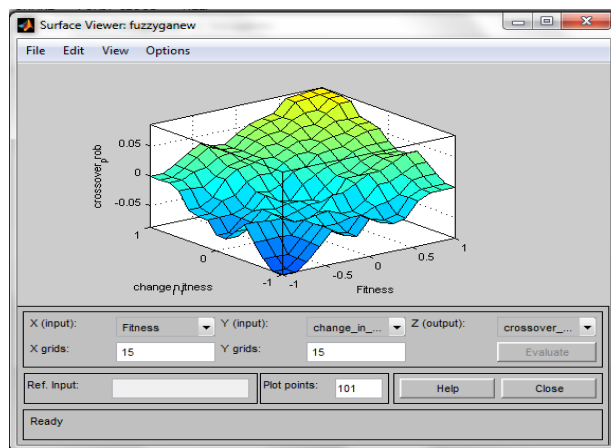 Surface Viewer: fuzzyganew
File Edit View Options
0.05
0
-0.05
crossover_prob
1
0
-1
change_in_fitness
-1
-0.5
0
0.5
1
Fitness
X (input): Fitness Y (input): change_in_... Z (output): crossover_...
X grids: 15 Y grids: 15 Evaluate
Ref. Input: Plot points: 101 Help Close
Ready